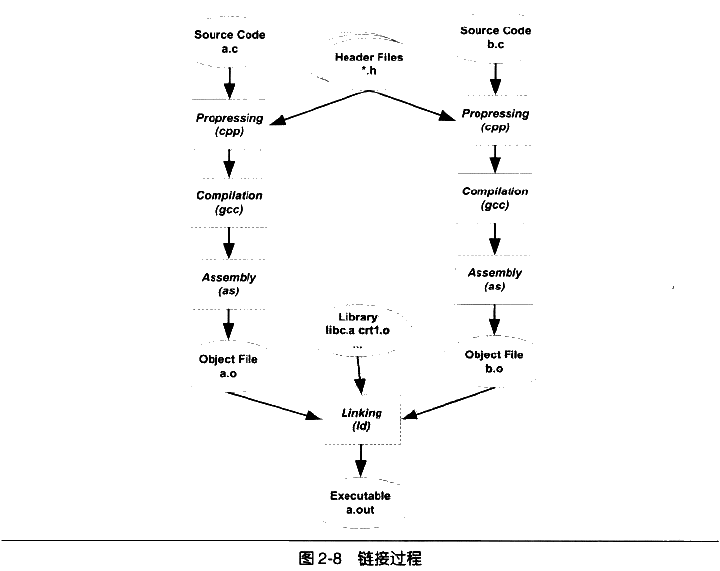 Source Code
a.c
Header Files
*.h
Source Code
b.c
Propressing
(cpp)
Propressing
(cpp)
Compilation
(gcc)
Compilation
(gcc)
Assembly
(as)
Assembly
(as)
Library
libc.a crt1.o
...
Object File
a.o
Object File
b.o
Linking
(ld)
Executable
a.out
图 2-8 链接过程